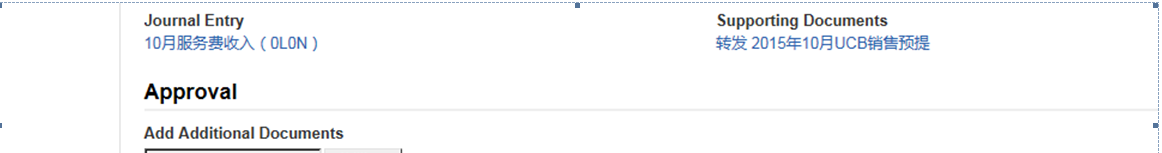 Journal Entry
Supporting Documents
10月服务费收入（0L0N）
转发 2015年10月UCB销售预提
Approval
Add Additional Documents